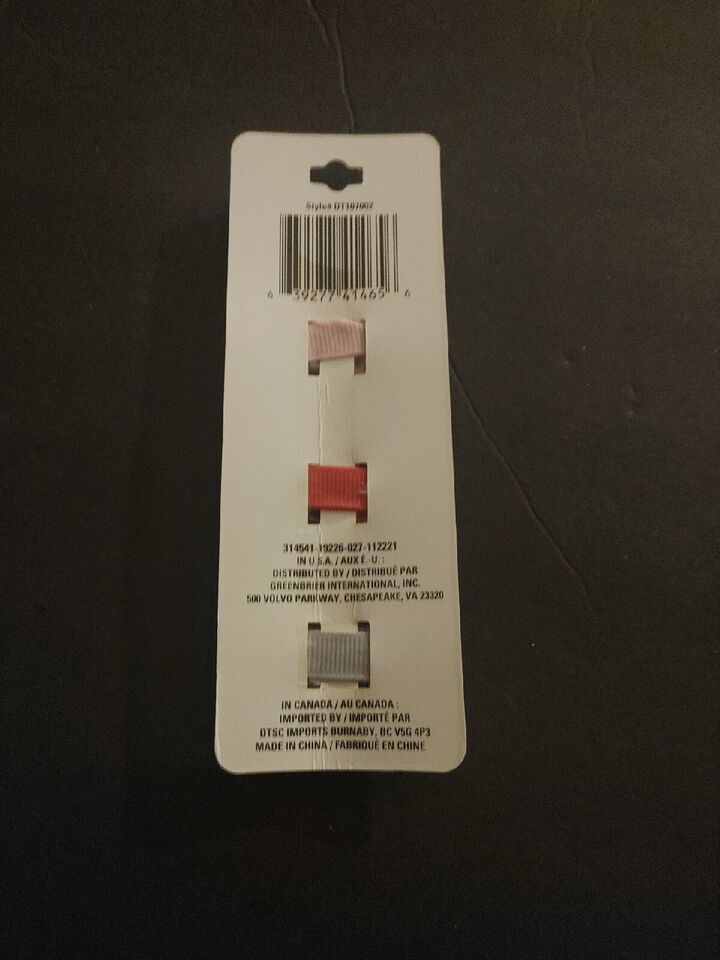 Style# DT107002
6 39277 41465 6
314541-19226-027-112221
IN U.S.A. / AUX É.-U. :
DISTRIBUTED BY / DISTRIBUÉ PAR
GREENBRIER INTERNATIONAL, INC.
500 VOLVO PARKWAY, CHESAPEAKE, VA 23320
IN CANADA / AU CANADA :
IMPORTED BY / IMPORTÉ PAR
DTSC IMPORTS BURNABY, BC V5G 4P3
MADE IN CHINA / FABRIQUÉ EN CHINE